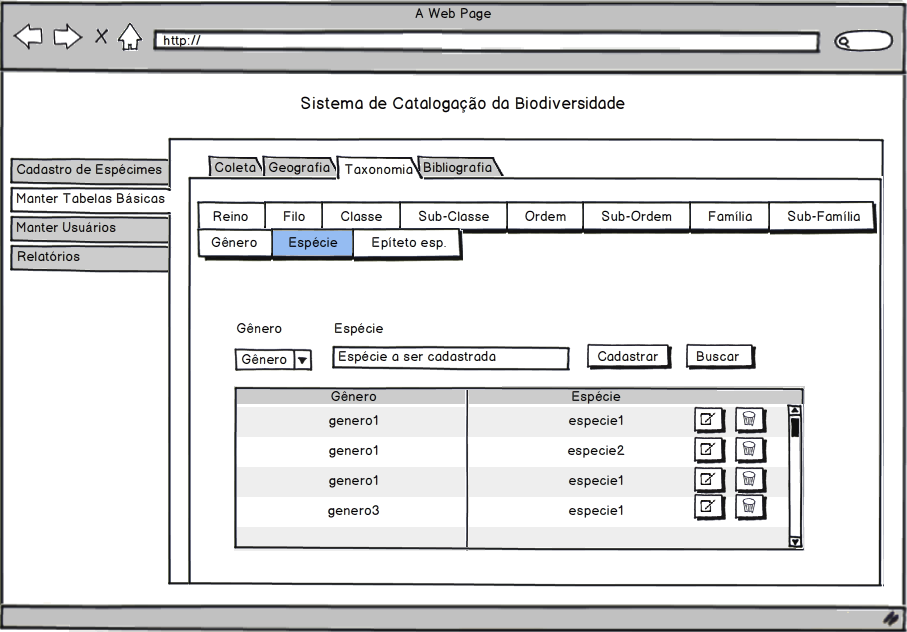 A Web Page
http://
Sistema de Catalogação da Biodiversidade
Cadastro de Espécimes
Manter Tabelas Básicas
Manter Usuários
Relatórios
Coleta Geografia Taxonomia Bibliografia
Reino Filo Classe Sub-Classe Ordem Sub-Ordem Família Sub-Família
Gênero Espécie Epíteto esp.
Gênero Espécie
Gênero Espécie a ser cadastrada Cadastrar Buscar
Gênero Espécie
genero1 especie1
genero1 especie2
genero1 especie1
genero3 especie1